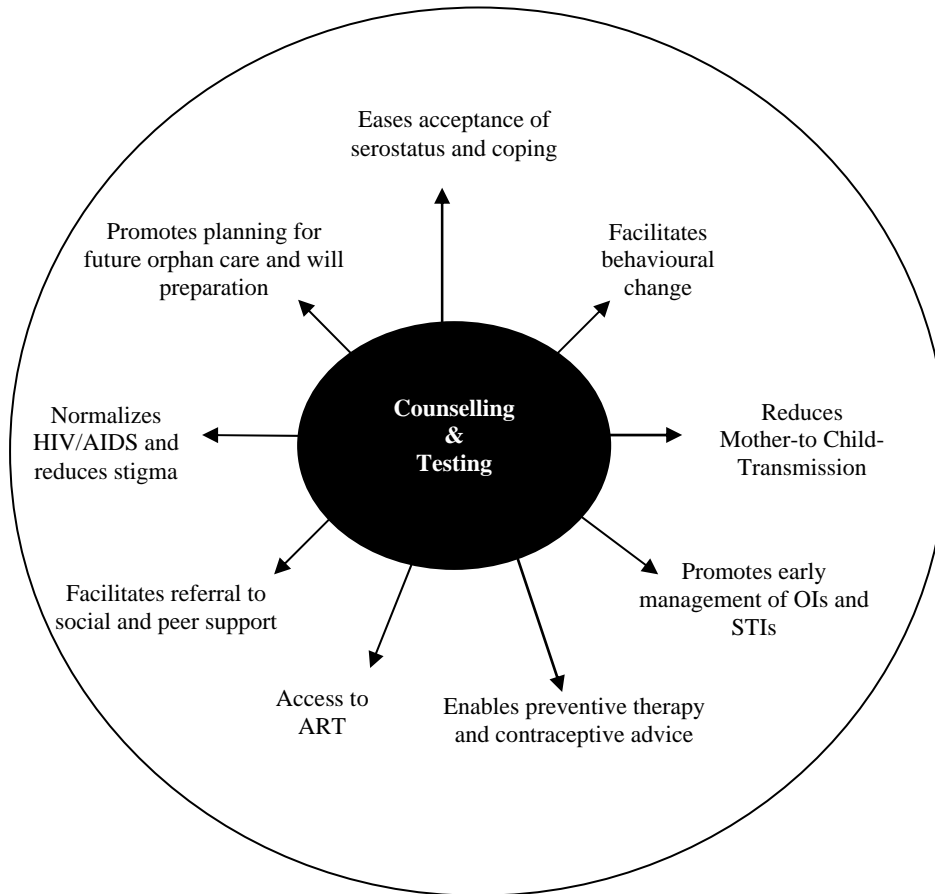 Eases acceptance of
serostatus and coping
Promotes planning for
future orphan care and will
preparation
Facilitates
behavioural
change
Counselling
&
Testing
Normalizes
HIV/AIDS and
reduces stigma
Reduces
Mother-to Child-
Transmission
Facilitates referral to
social and peer support
Promotes early
management of OIs and
STIs
Access to
ART
Enables preventive therapy
and contraceptive advice